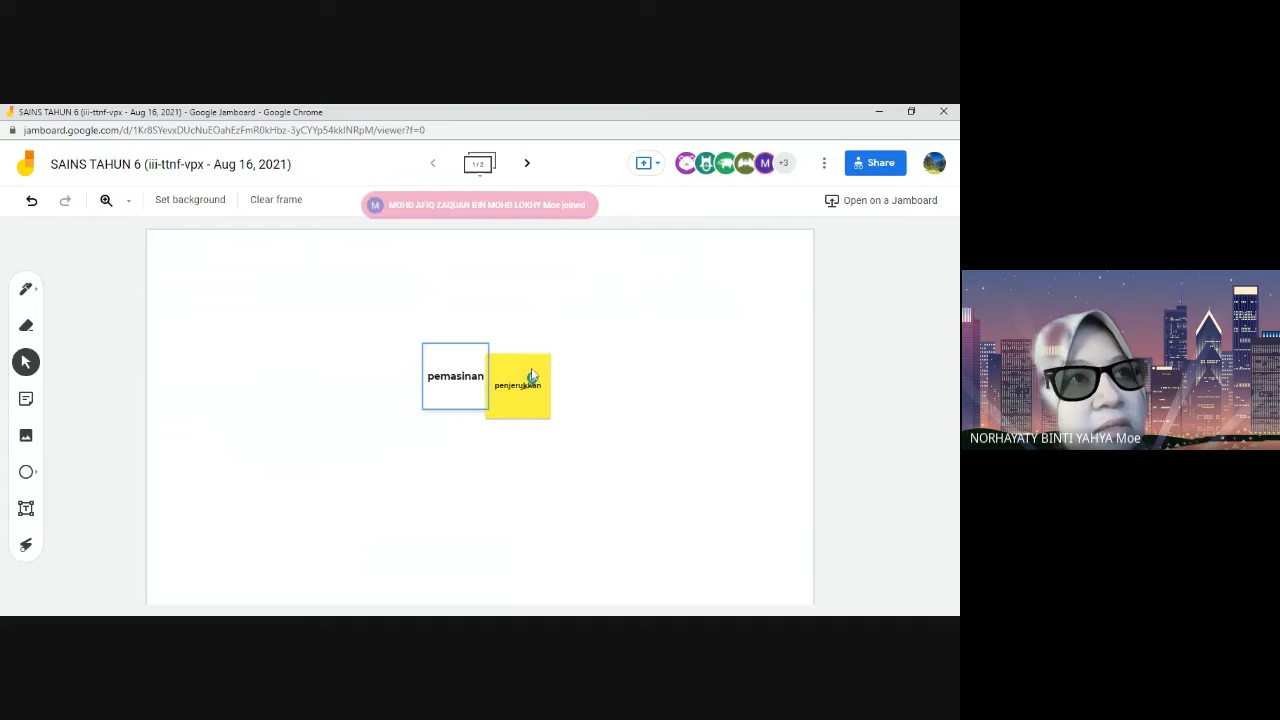 SAINS TAHUN 6 (iii-ttnf-vpx - Aug 16, 2021) - Google Jamboard - Google Chrome
jamboard.google.com/d/1Kr8SYevxDUcNuEOahEzFmR0kHbz-3yCYYp54kkINRpM/viewer?f=0
SAINS TAHUN 6 (iii-ttnf-vpx - Aug 16, 2021)
1/2
M
+3
Share
Set background
Clear frame
M
MOHD AFIQ ZAQUAN BIN MOHD LOKHY Moe joined
Open on a Jamboard
pemasinan
penjerukkan
NORHAYATY BINTI YAHYA Moe